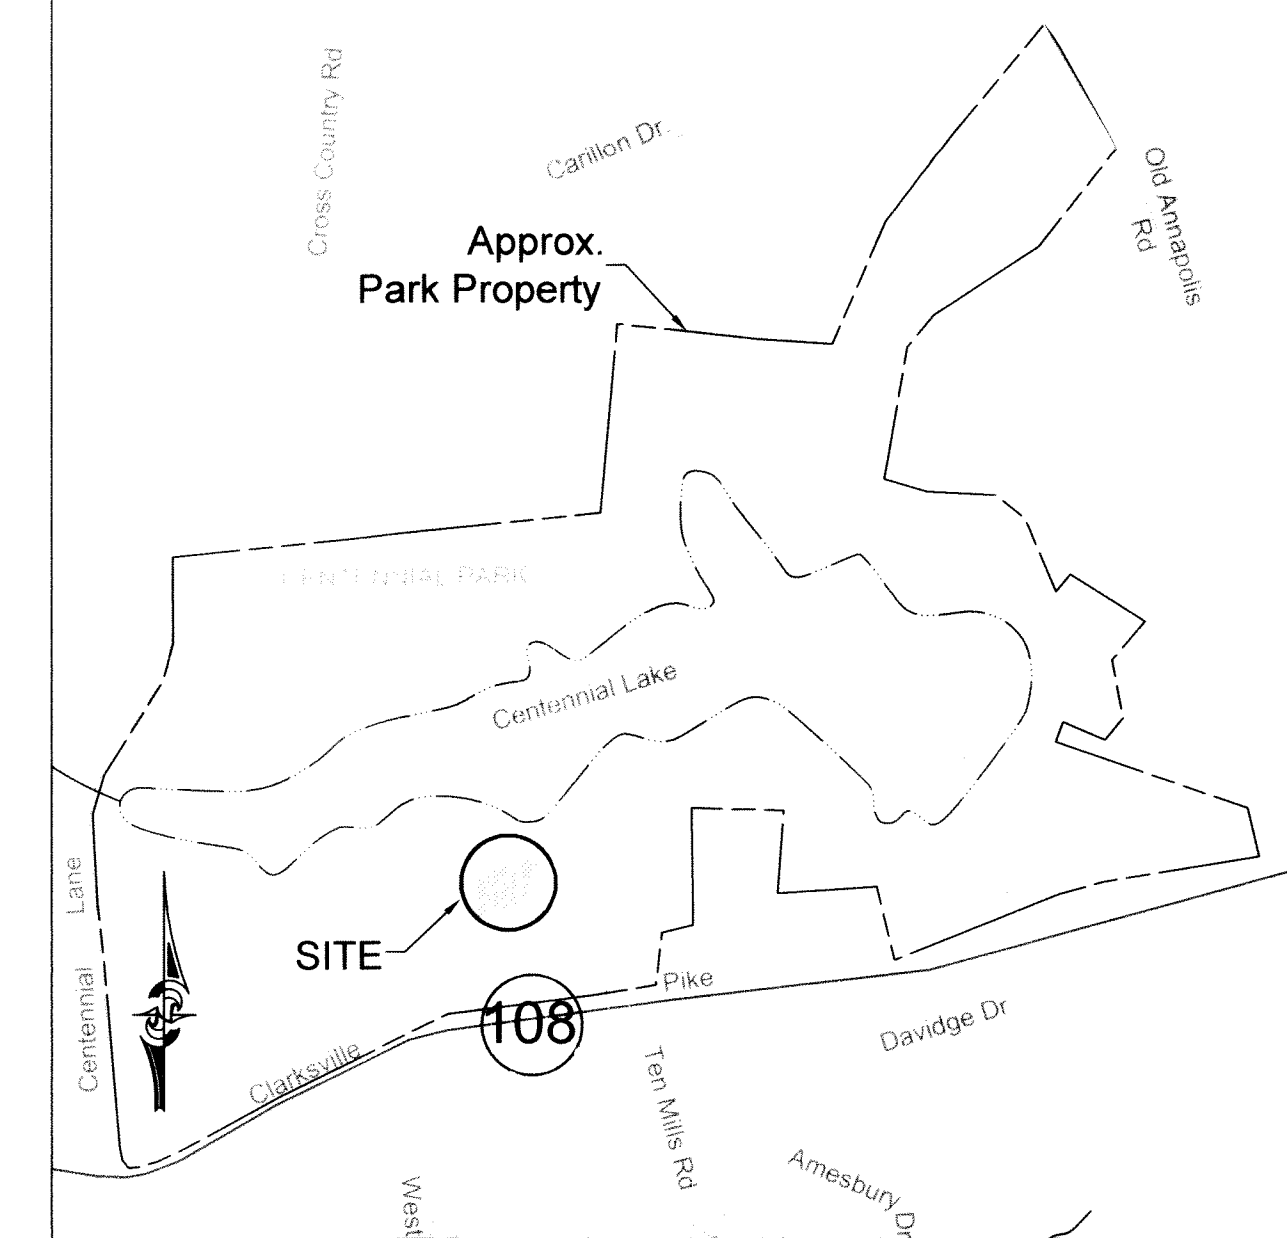 Cross Country Rd
Carillon Dr.
Old Annapolis
Rd
Approx.
Park Property
CENTENNIAL PARK
Centennial Lake
SITE
108
Centennial Lane
Clarksville
Pike
Davidge Dr
Ten Mills Rd
Amesbury Dr
West